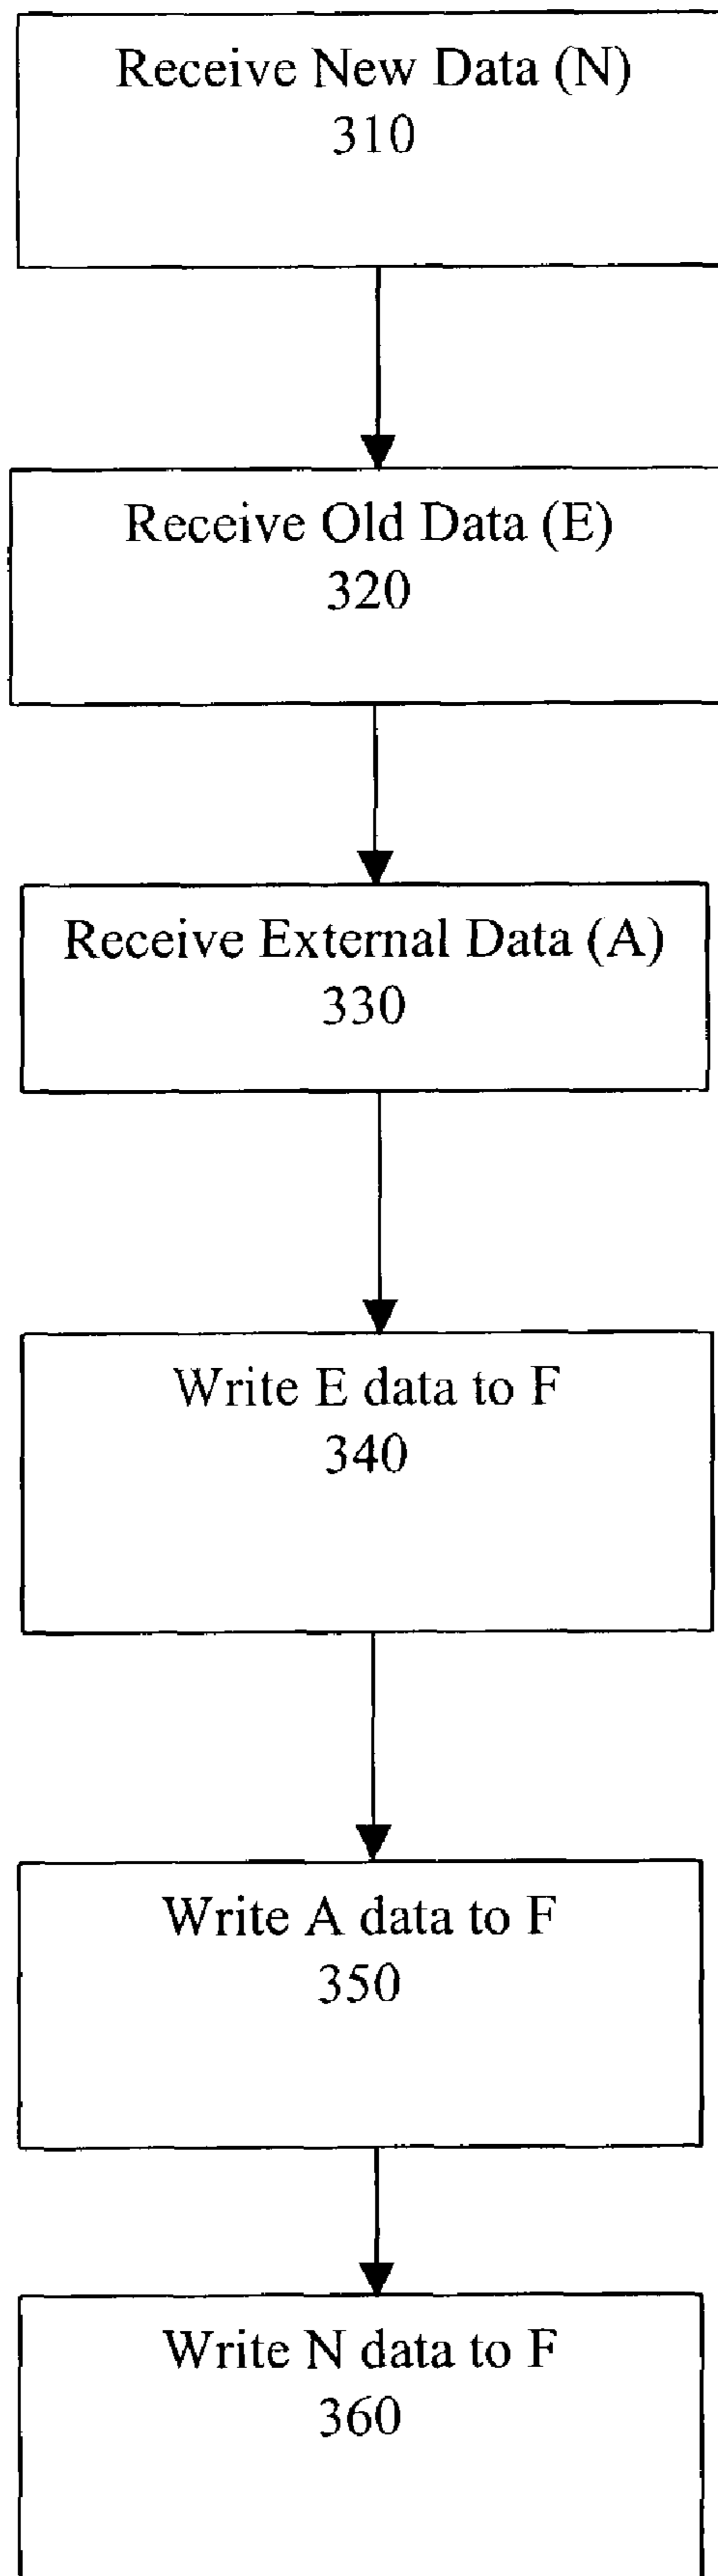 Receive New Data (N)
310
Receive Old Data (E)
320
Receive External Data (A)
330
Write E data to F
340
Write A data to F
350
Write N data to F
360